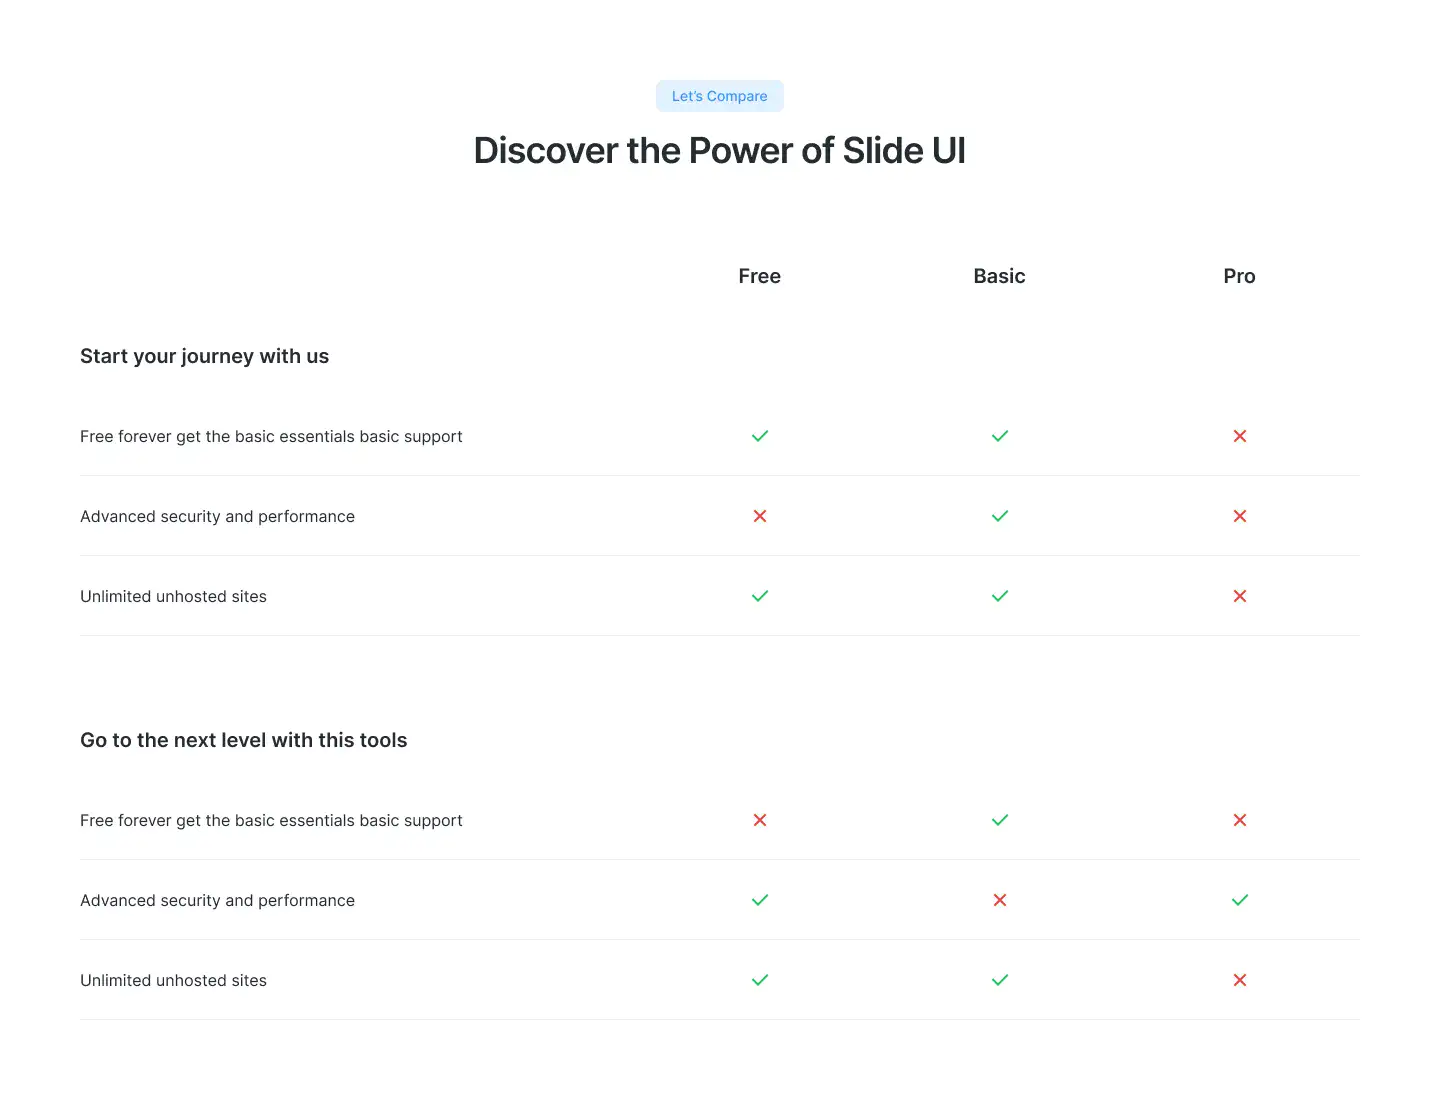 Let's Compare
Discover the Power of Slide UI
Free Basic Pro
Start your journey with us
Free forever get the basic essentials basic support
Advanced security and performance
Unlimited unhosted sites
Go to the next level with this tools
Free forever get the basic essentials basic support
Advanced security and performance
Unlimited unhosted sites